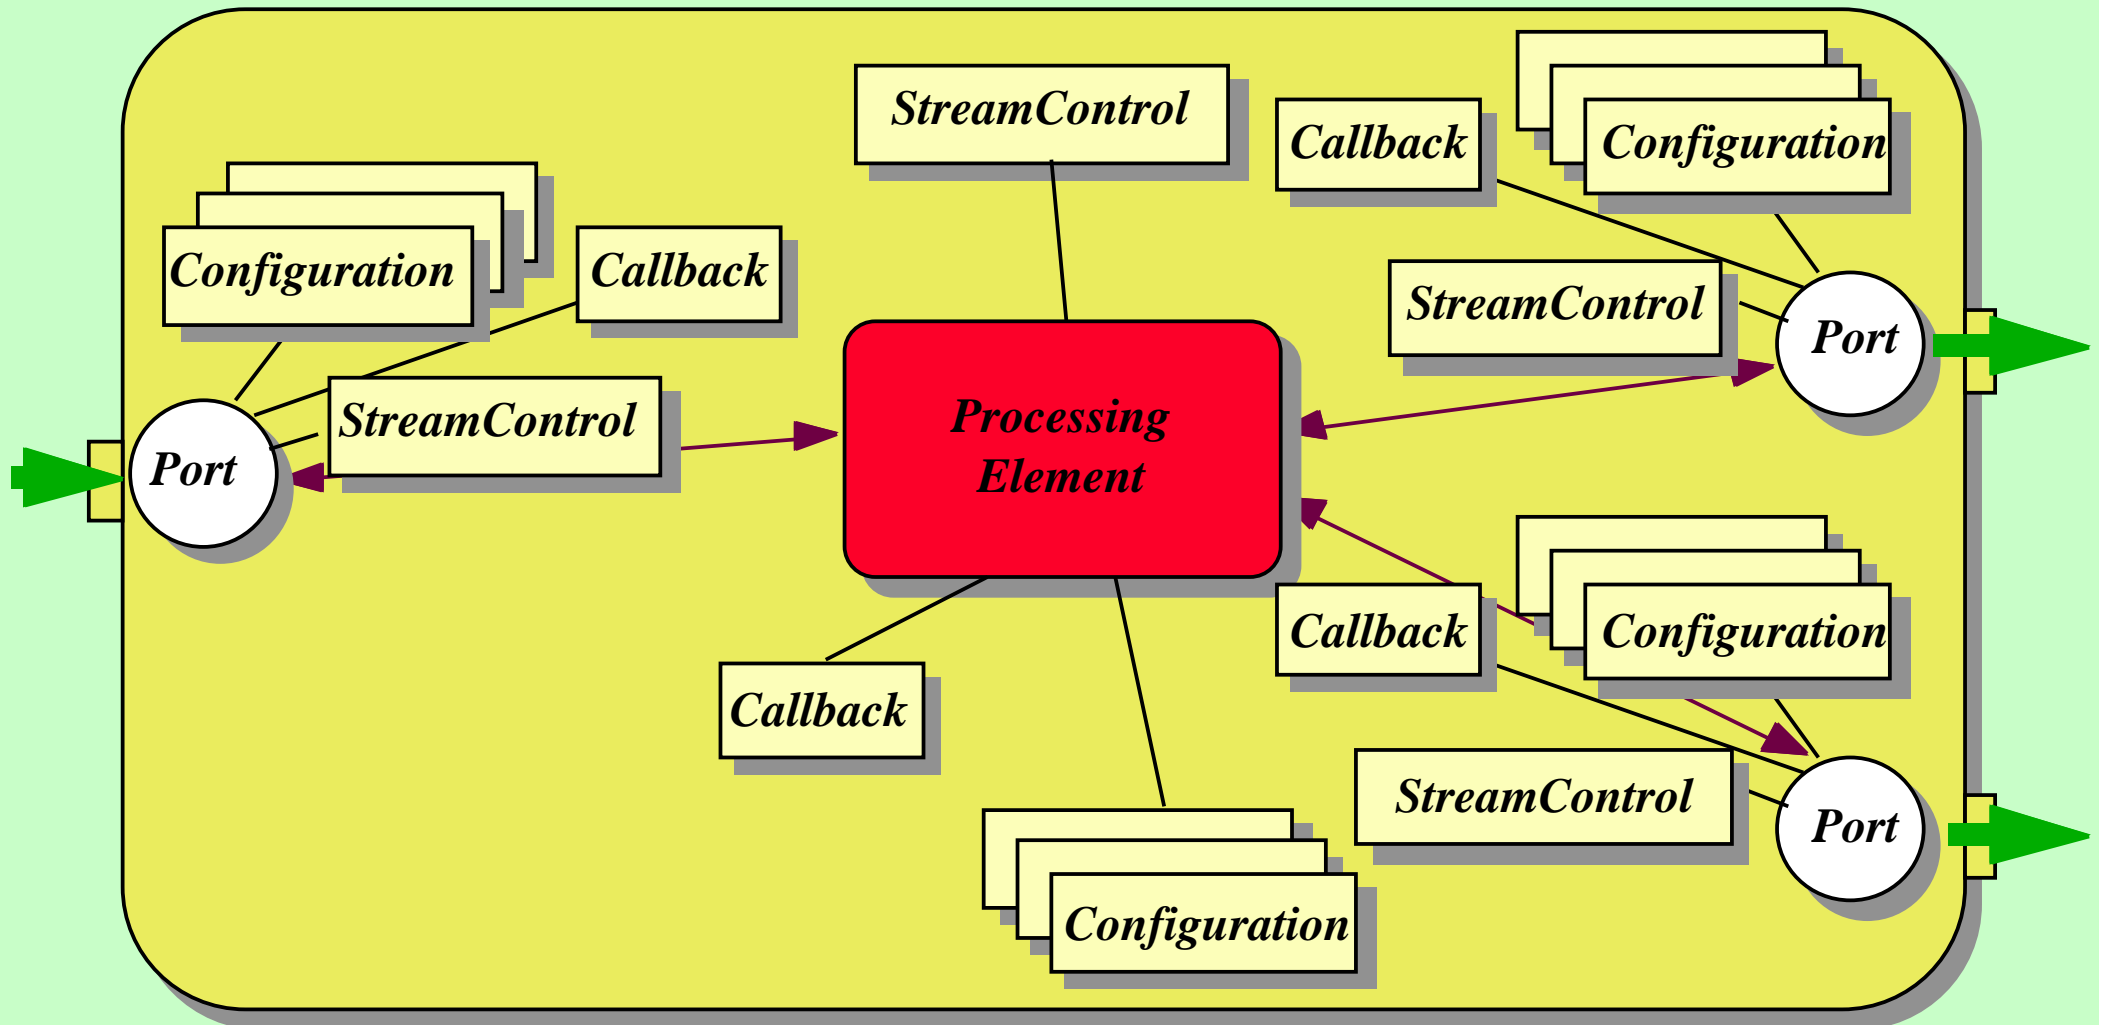 StreamControl
Callback
Configuration
Configuration
Callback
StreamControl
Port
StreamControl
Port
Processing
Element
Callback
Configuration
Callback
StreamControl
Port
Configuration